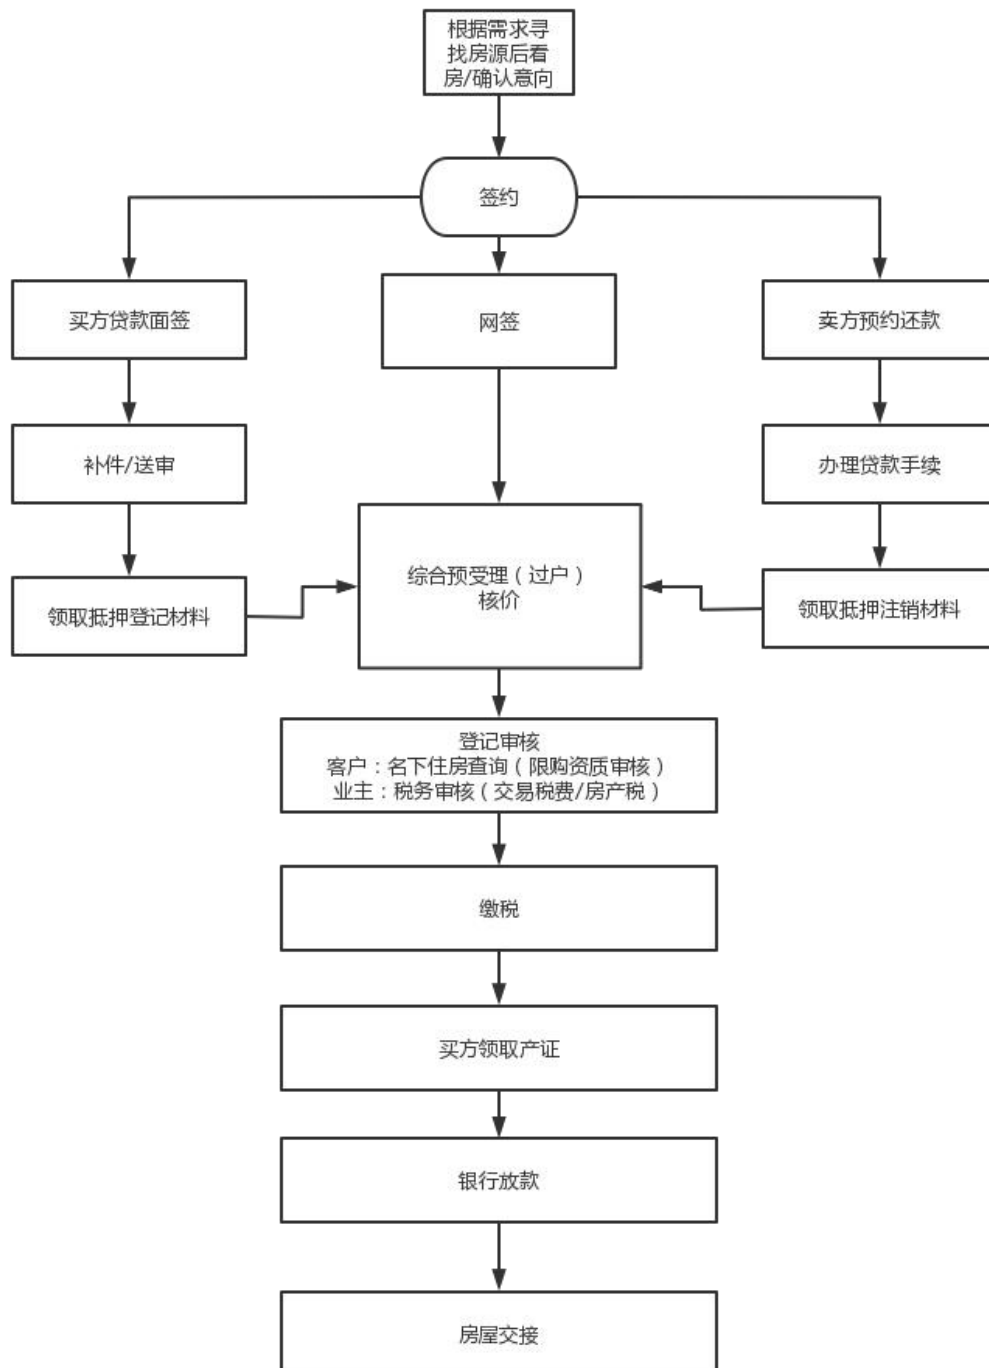 根据需求寻
找房源后看
房/确认意向
签约
买方贷款面签
网签
卖方预约还款
补件/送审
办理贷款手续
综合预受理（过户）
核价
领取抵押登记材料
领取抵押注销材料
登记审核
客户：名下住房查询（限购资质审核）
业主：税务审核（交易税费/房产税）
缴税
买方领取产证
银行放款
房屋交接